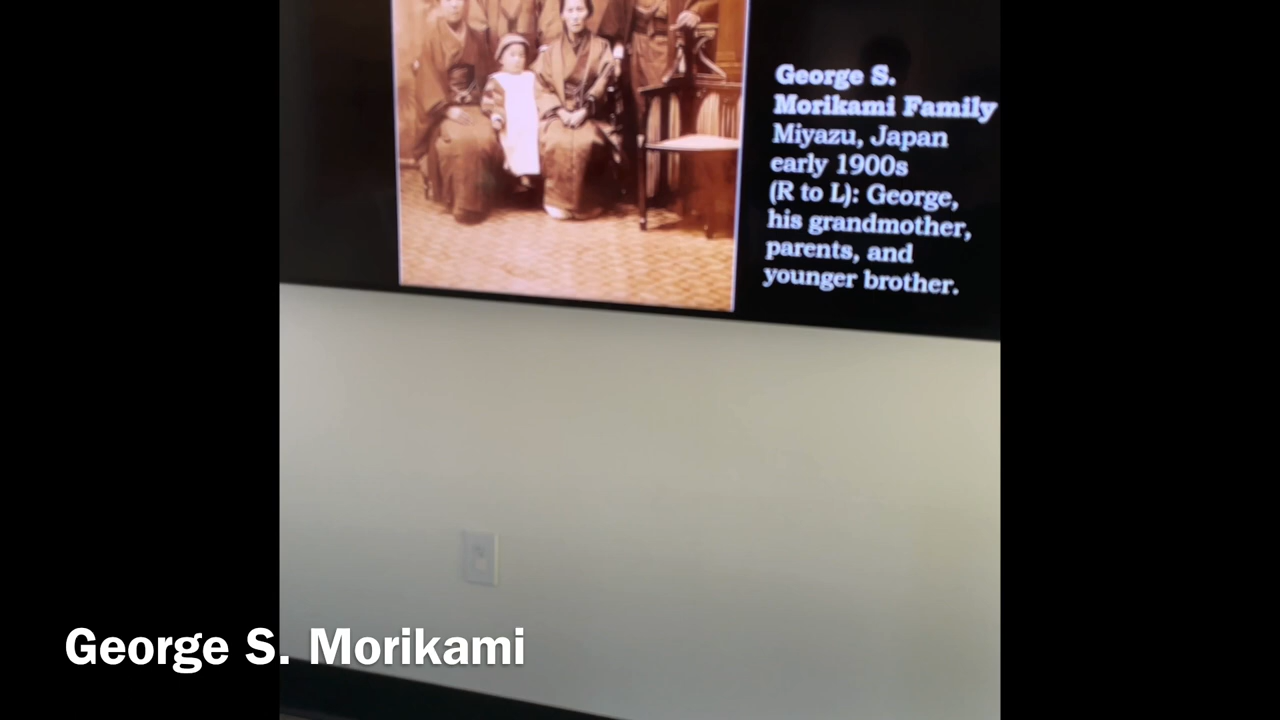 George S.
Morikami Family
Miyazu, Japan
early 1900s
(R to L): George,
his grandmother,
parents, and
younger brother.
George S. Morikami